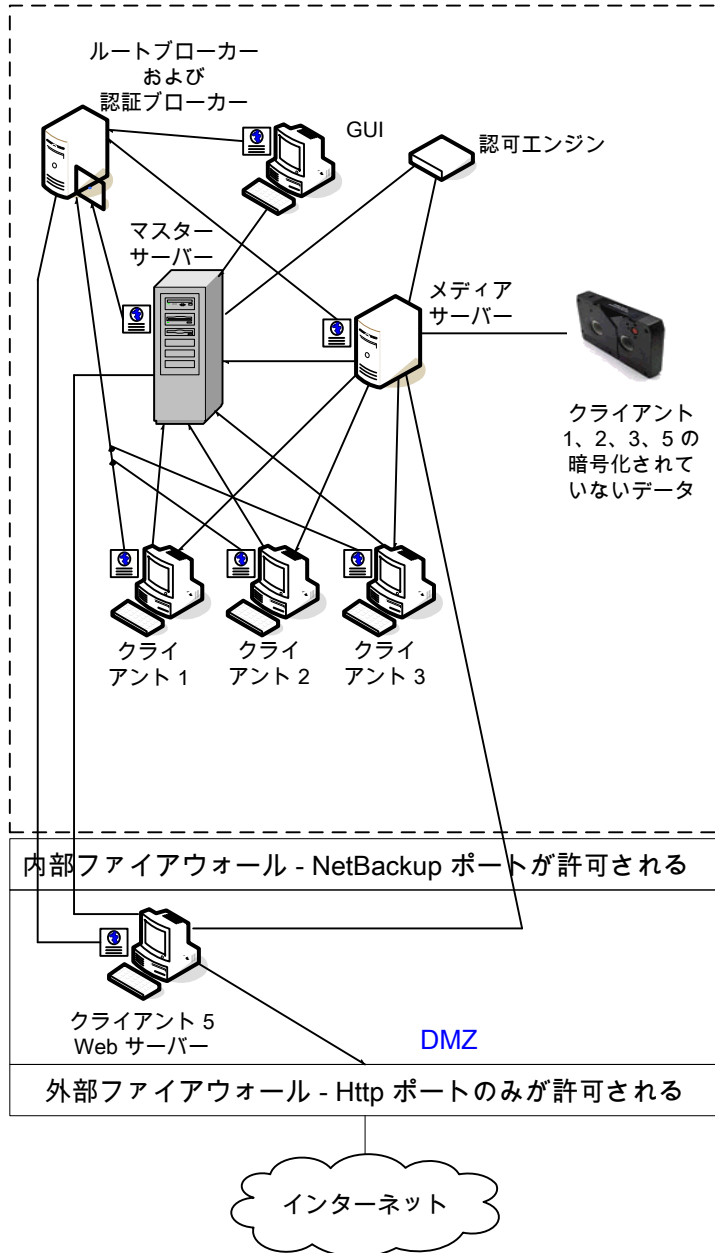 ルートブローカー
および
認証ブローカー
GUI
認可エンジン
マスター
サーバー
メディア
サーバー
クライアント
1、2、3、5 の
暗号化されて
いないデータ
クライ
アント 1
クライ
アント 2
クライ
アント 3
内部ファイアウォール - NetBackup ポートが許可される
クライアント 5
Web サーバー
DMZ
外部ファイアウォール - Http ポートのみが許可される
インターネット